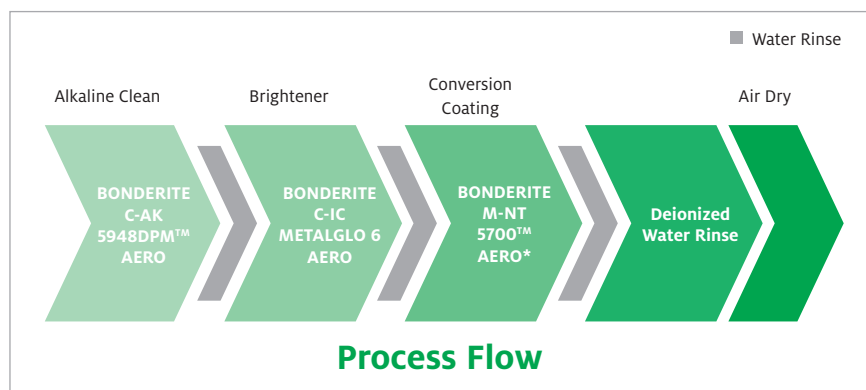 Water Rinse
Alkaline Clean
Brightener
Conversion
Coating
Air Dry
BONDERITE
C-AK
5948DPM™
AERO
BONDERITE
C-IC
METALGLO 6
AERO
BONDERITE
M-NT
5700™
AERO*
Deionized
Water Rinse
Process Flow